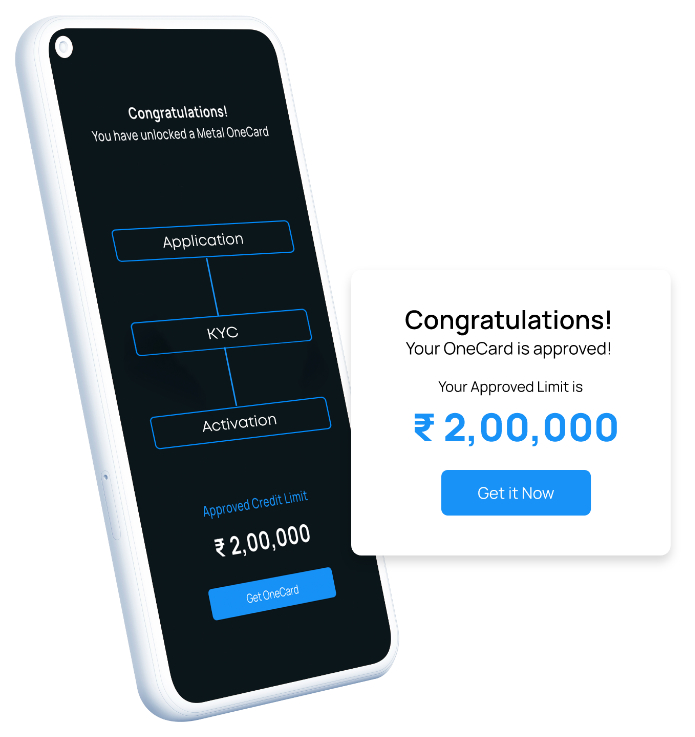 Congratulations!
You have unlocked a Metal OneCard
Application
KYC
Activation
Approved Credit Limit
₹ 2,00,000
Get OneCard
Congratulations!
Your OneCard is approved!
Your Approved Limit is
₹ 2,00,000
Get it Now